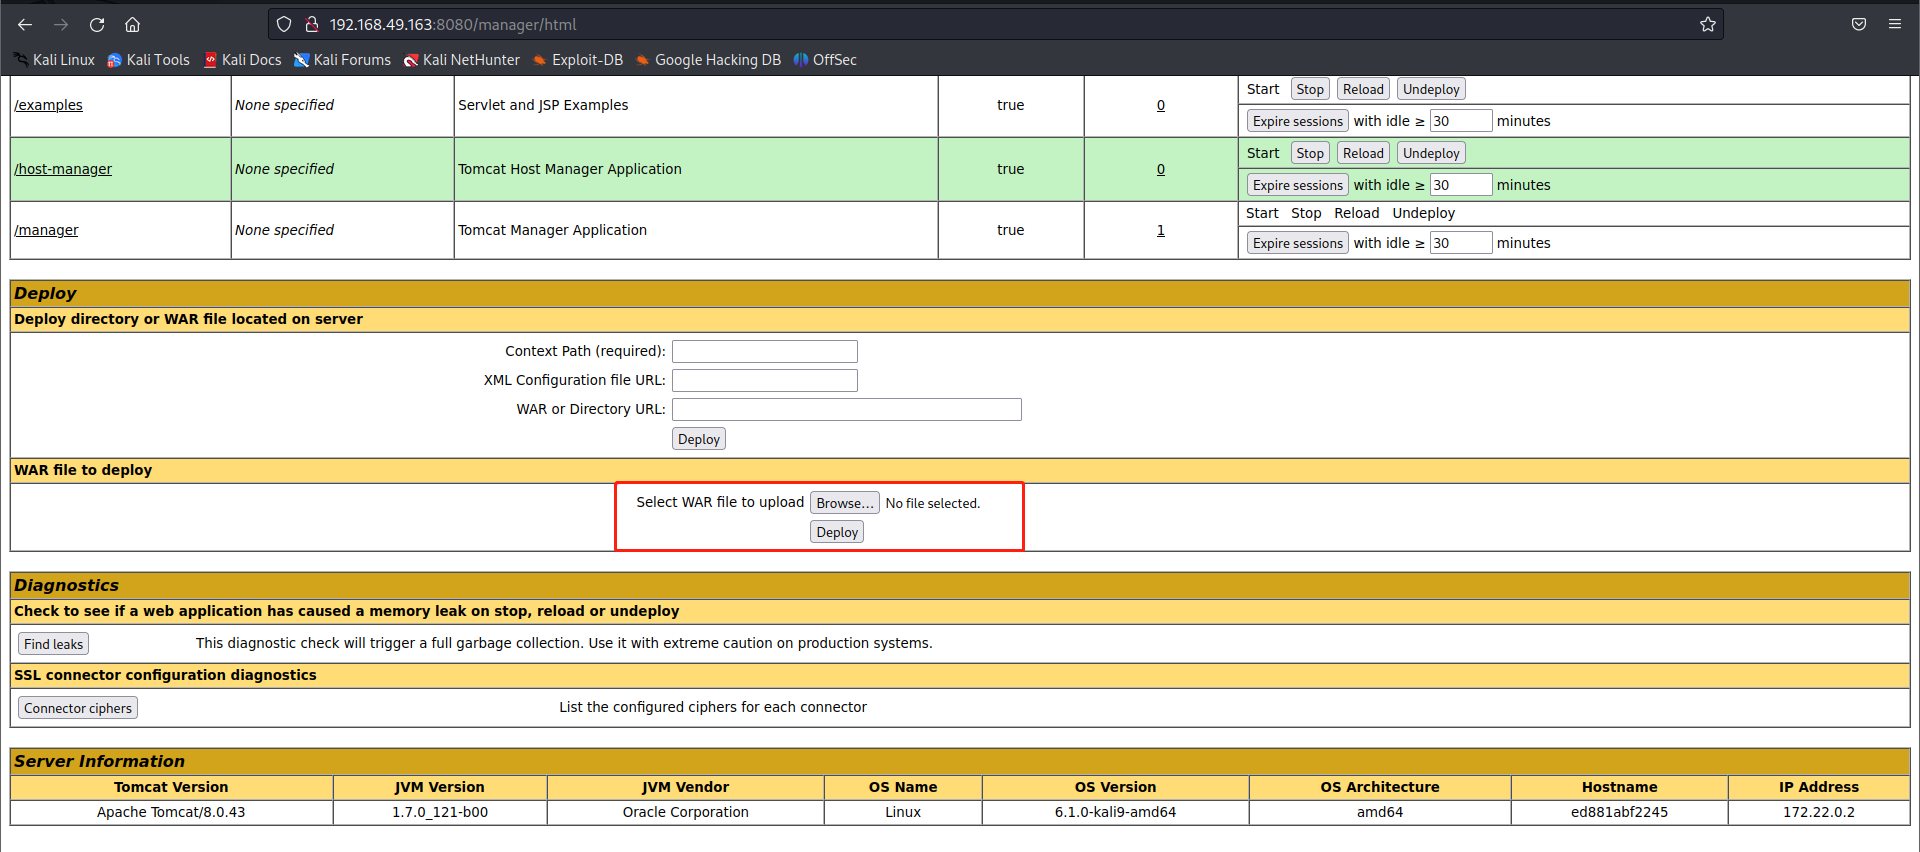 192.168.49.163:8080/manager/html
Kali Linux Kali Tools Kali Docs Kali Forums Kali NetHunter Exploit-DB Google Hacking DB OffSec
/examples None specified Servlet and JSP Examples true 0 Start Stop Reload Undeploy
Expire sessions with idle ≥ 30 minutes
/host-manager None specified Tomcat Host Manager Application true 0 Start Stop Reload Undeploy
Expire sessions with idle ≥ 30 minutes
/manager None specified Tomcat Manager Application true 1 Start Stop Reload Undeploy
Expire sessions with idle ≥ 30 minutes
Deploy
Deploy directory or WAR file located on server
Context Path (required):
XML Configuration file URL:
WAR or Directory URL:
Deploy
WAR file to deploy
Select WAR file to upload Browse... No file selected.
Deploy
Diagnostics
Check to see if a web application has caused a memory leak on stop, reload or undeploy
Find leaks This diagnostic check will trigger a full garbage collection. Use it with extreme caution on production systems.
SSL connector configuration diagnostics
Connector ciphers List the configured ciphers for each connector
Server Information
Tomcat Version JVM Version JVM Vendor OS Name OS Version OS Architecture Hostname IP Address
Apache Tomcat/8.0.43 1.7.0_121-b00 Oracle Corporation Linux 6.1.0-kali9-amd64 amd64 ed881abf2245 172.22.0.2